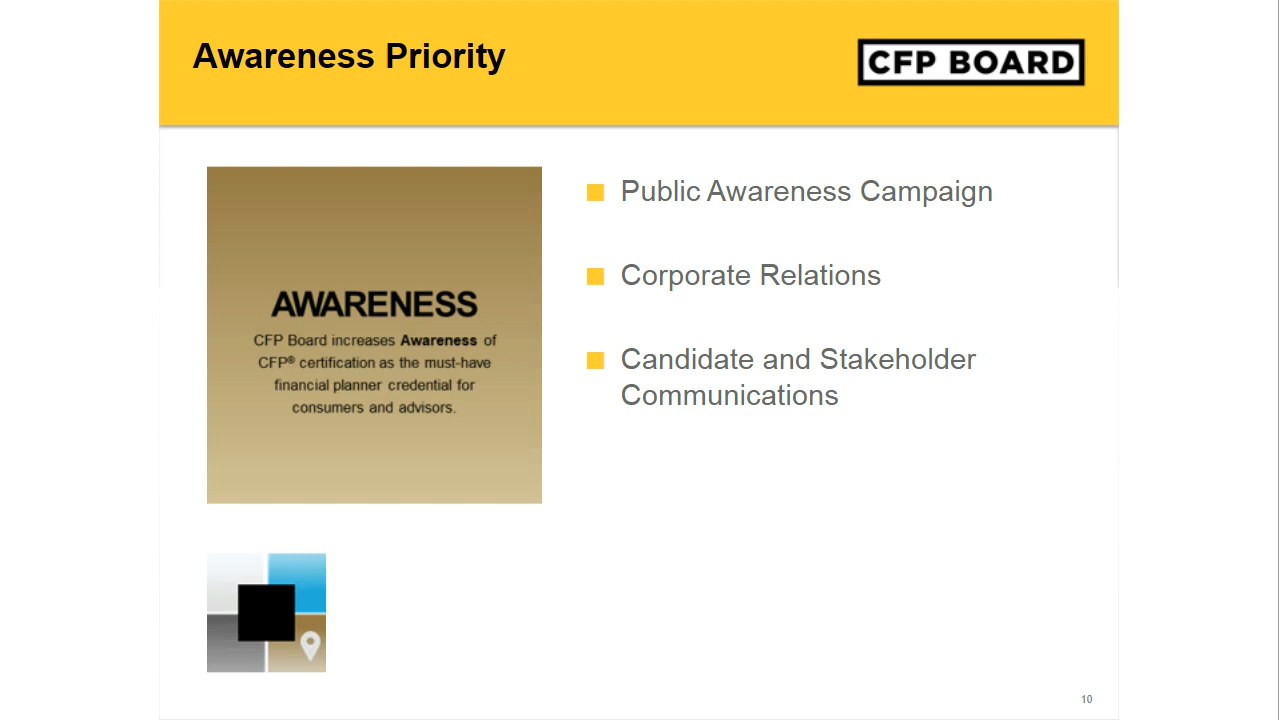 Awareness Priority
CFP BOARD
AWARENESS
CFP Board increases Awareness of
CFP® certification as the must-have
financial planner credential for
consumers and advisors.
Public Awareness Campaign
Corporate Relations
Candidate and Stakeholder
Communications
10